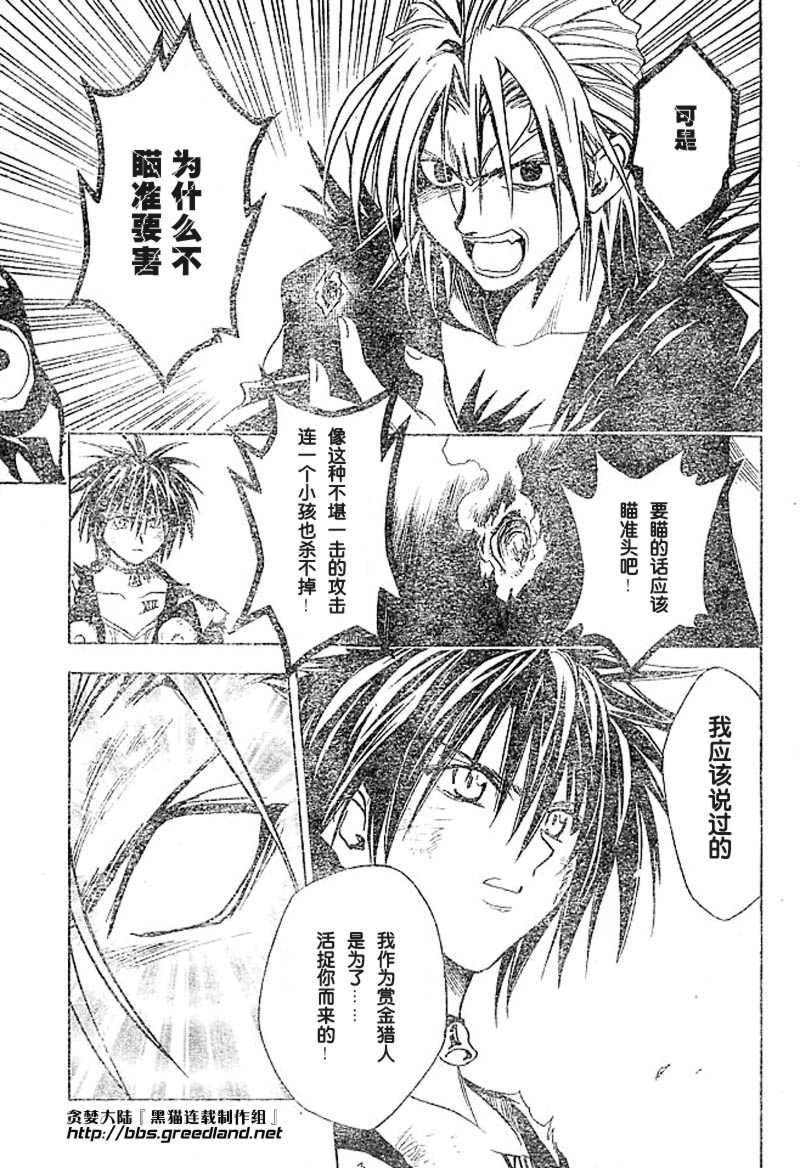 可是
为什么不
瞄准要害
要瞄的话应该
瞄准头吧！
像这种不堪一击的攻击
连一个小孩也杀不掉！
XIII
我应该说过的
我作为赏金猎人
是为了……
活捉你而来的！
XIII
贪婪大陆『黑猫连载制作组』
http://bbs.greedland.net